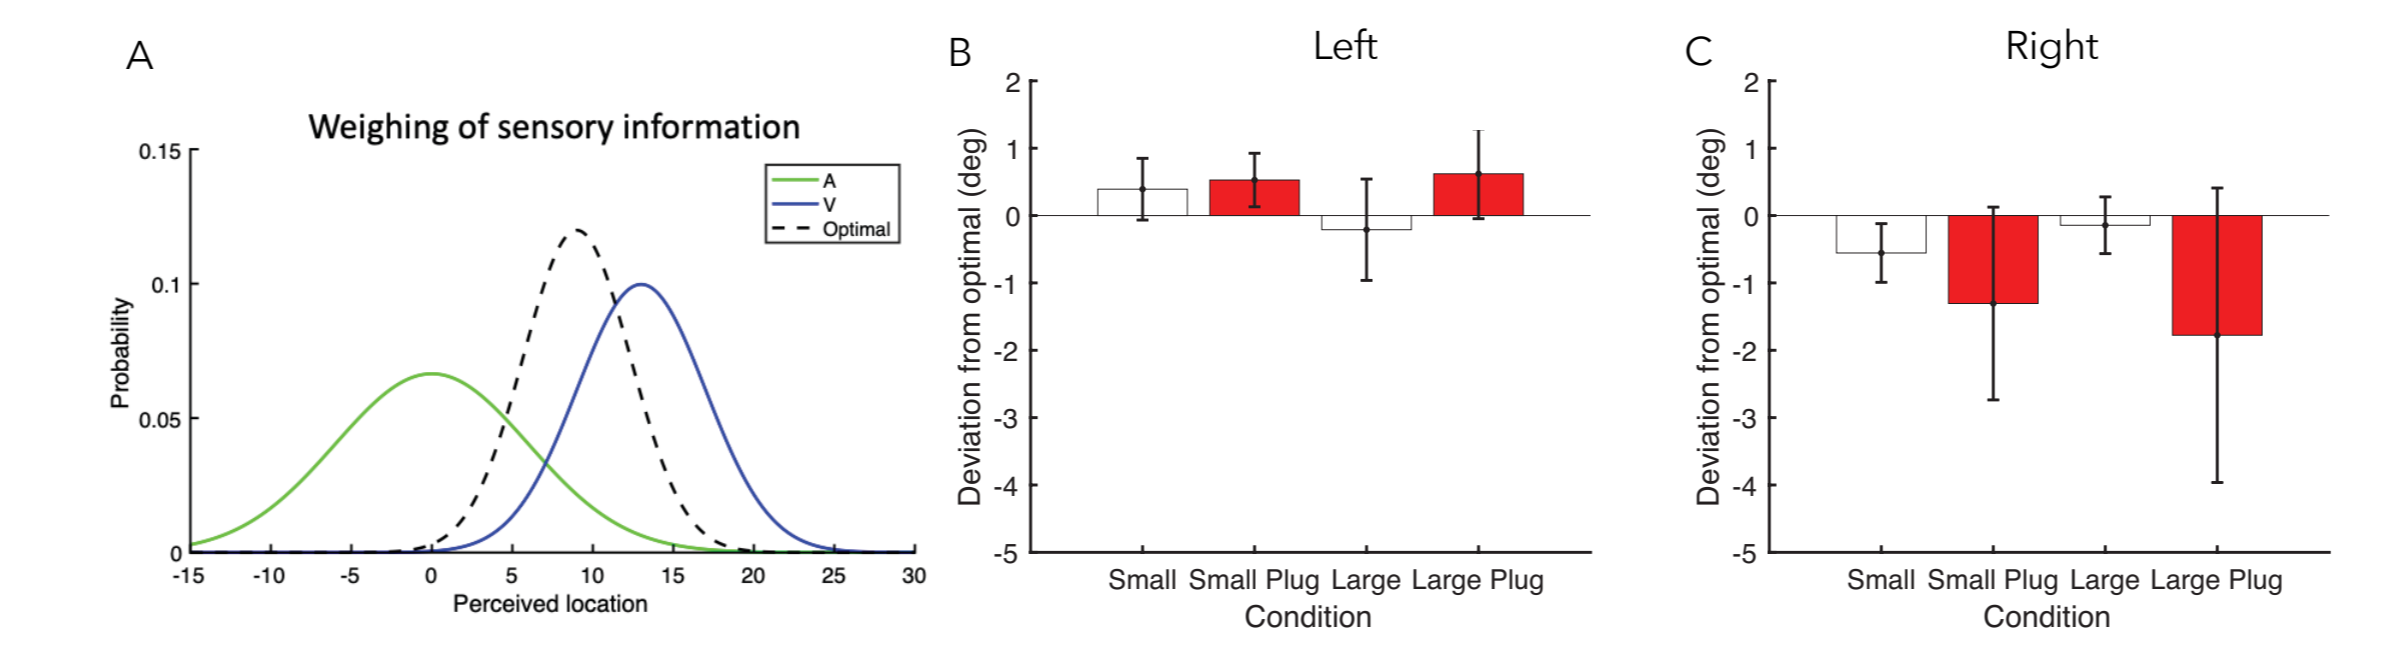 A
Weighing of sensory information
0.15
0.1
0.05
0
Probability
-15 -10 -5 0 5 10 15 20 25 30
Perceived location
A
V
Optimal
B
Left
2
1
0
-1
-2
-3
-4
-5
Deviation from optimal (deg)
Small Small Plug Large Large Plug
Condition
C
Right
2
1
0
-1
-2
-3
-4
-5
Deviation from optimal (deg)
Small Small Plug Large Large Plug
Condition